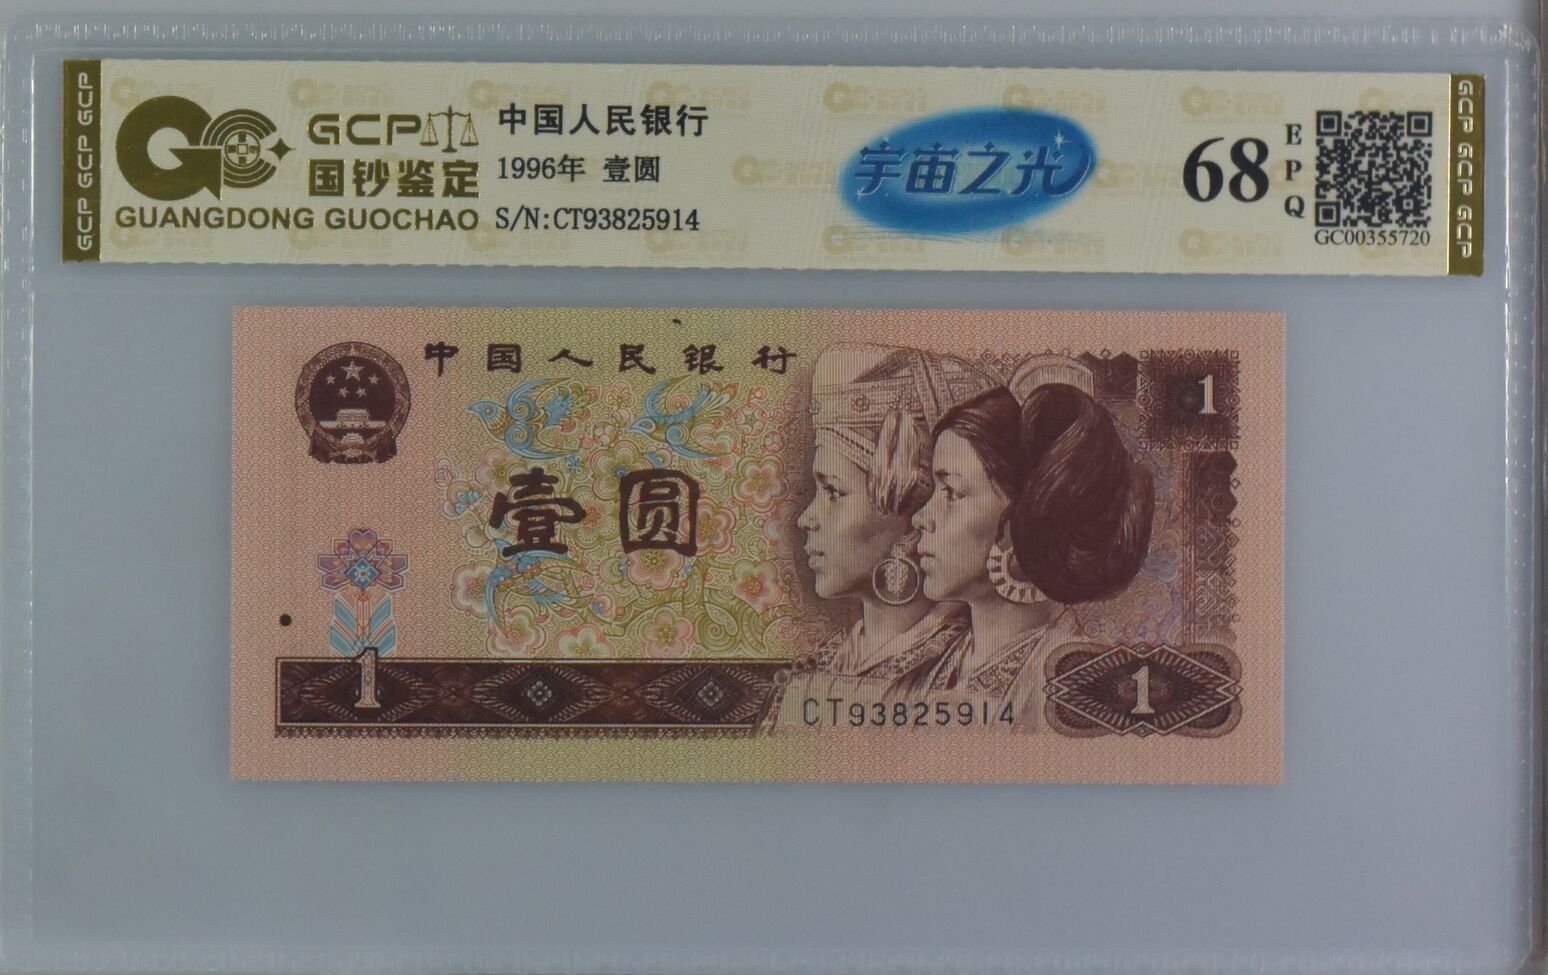 GCP GCP GCP
GCP
国钞鉴定
GUANGDONG GUOCHAO
中国人民银行
1996年 壹圆
S/N:CT93825914
宇宙之光
68
EPQ
GC00355720
GCP GCP GCP
中国人民银行
1
壹圆
1
CT93825914
1